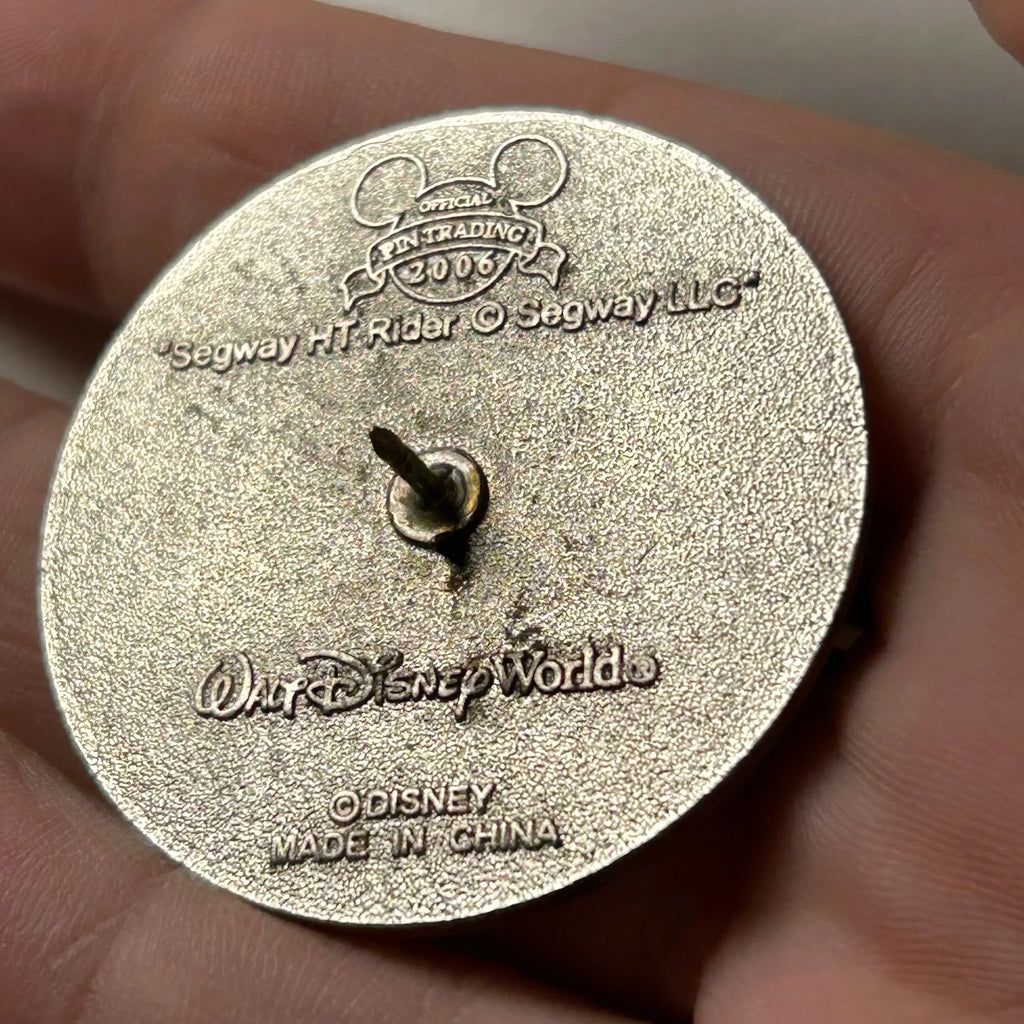 OFFICIAL
PIN TRADING
2006
"Segway HT Rider © Segway LLC"
WALT DISNEY World®
©DISNEY
MADE IN CHINA